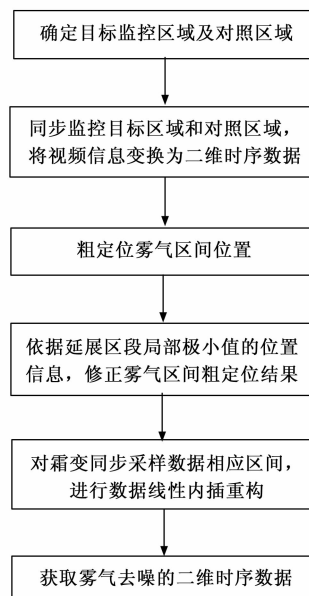 确定目标监控区域及对照区域
同步监控目标区域和对照区域，
将视频信息变换为二维时序数据
粗定位雾气区间位置
依据延展区段局部极小值的位置
信息，修正雾气区间粗定位结果
对霜变同步采样数据相应区间，
进行数据线性内插重构
获取雾气去噪的二维时序数据